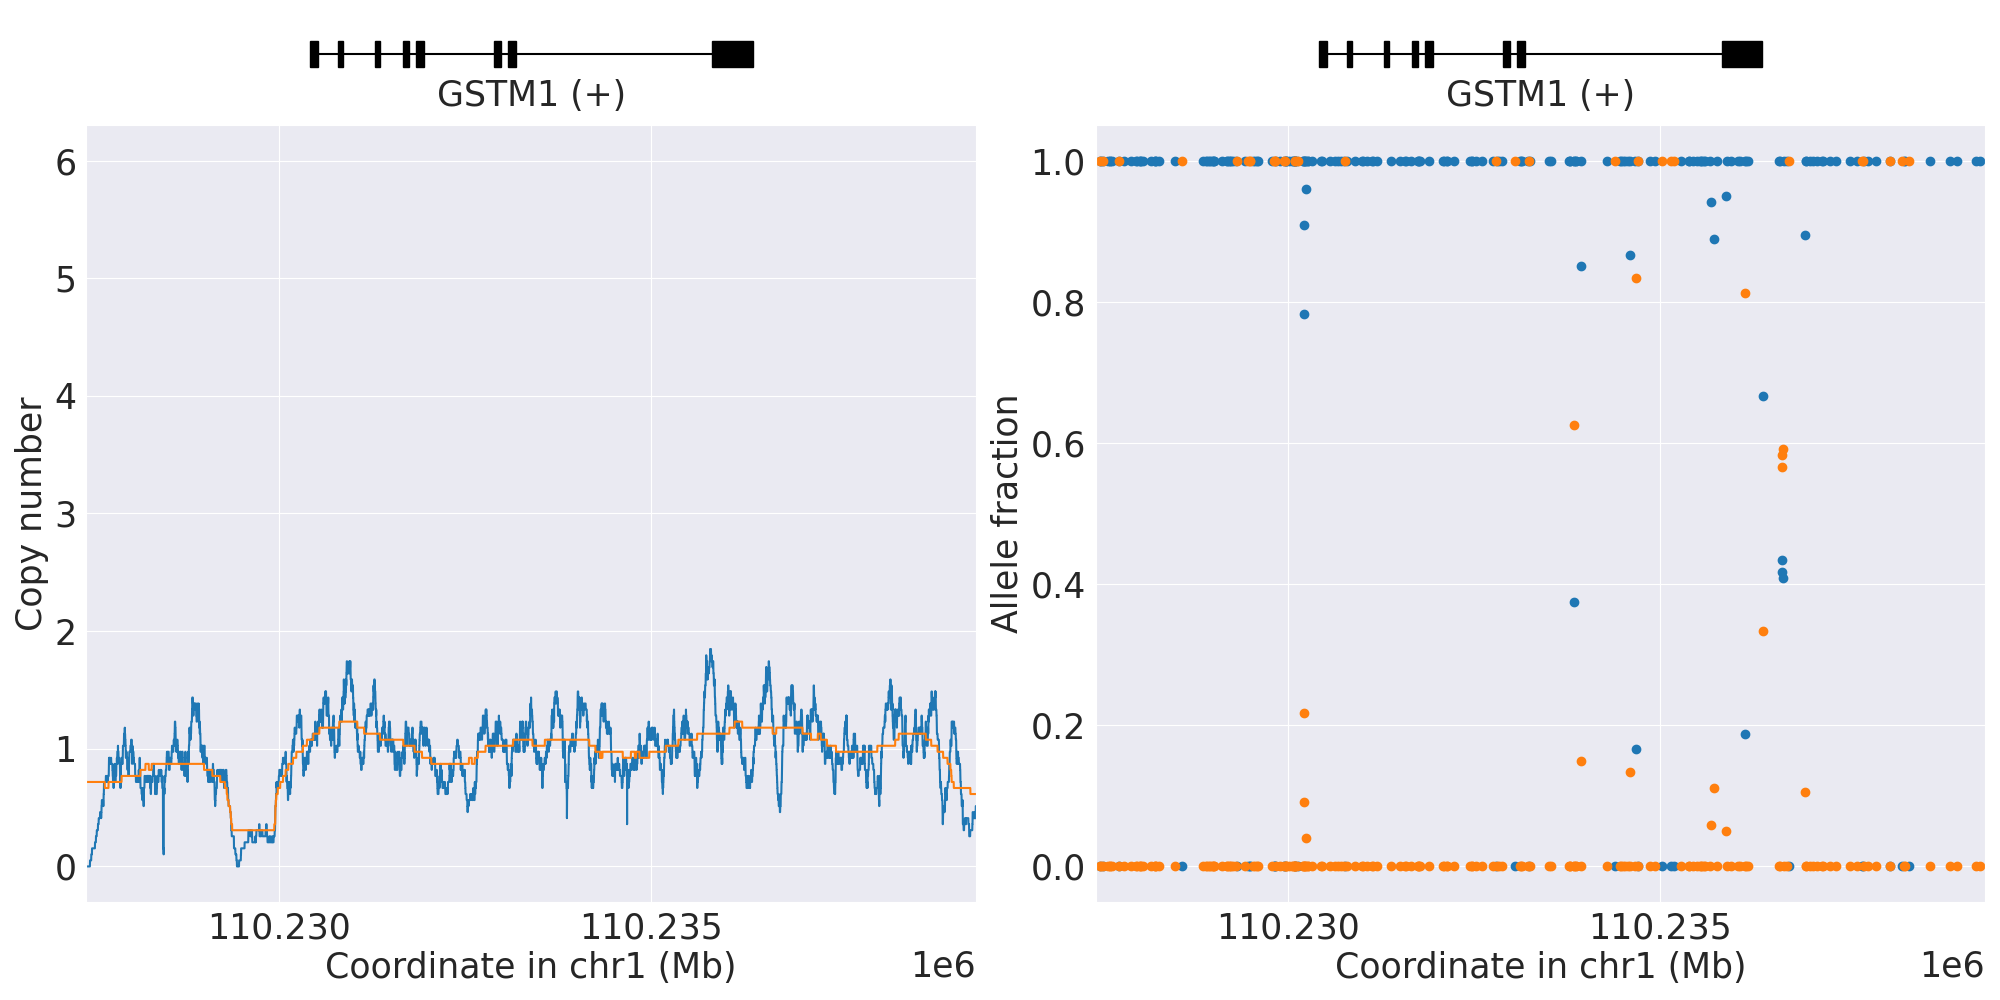 GSTM1 (+)
GSTM1 (+)
Copy number
6
5
4
3
2
1
0
110.230
110.235
Coordinate in chr1 (Mb)
1e6
Allele fraction
1.0
0.8
0.6
0.4
0.2
0.0
110.230
110.235
Coordinate in chr1 (Mb)
1e6